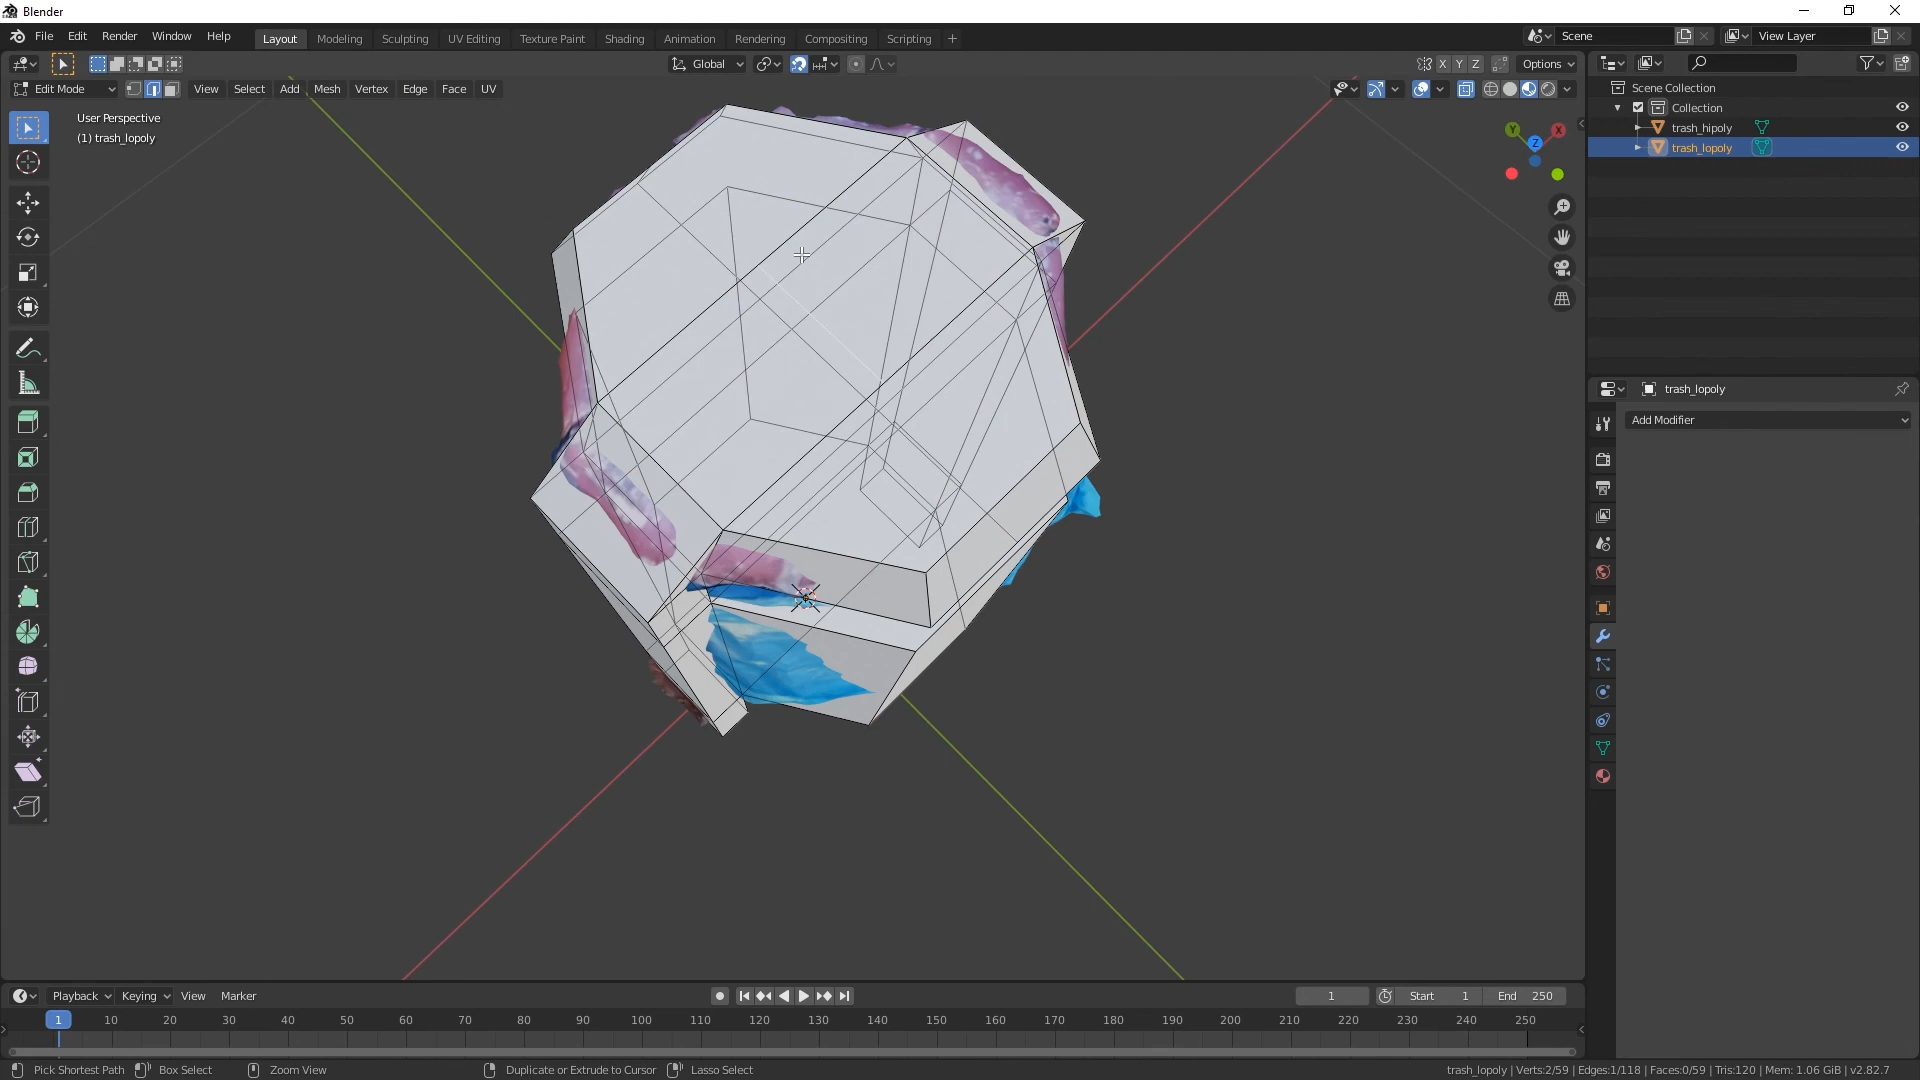 Blender
File Edit Render Window Help
Layout Modeling Sculpting UV Editing Texture Paint Shading Animation Rendering Compositing Scripting +
Scene
View Layer
Global
X Y Z
Options
Edit Mode
View Select Add Mesh Vertex Edge Face UV
User Perspective
(1) trash_lopoly
Y X
Z
Scene Collection
Collection
trash_hipoly
trash_lopoly
trash_lopoly
Add Modifier
Playback Keying View Marker
1
Start 1
End 250
1 10 20 30 40 50 60 70 80 90 100 110 120 130 140 150 160 170 180 190 200 210 220 230 240 250
Pick Shortest Path
Box Select
Zoom View
Duplicate or Extrude to Cursor
Lasso Select
trash_lopoly | Verts:2/59 | Edges:1/118 | Faces:0/59 | Tris:120 | Mem: 1.06 GiB | v2.82.7